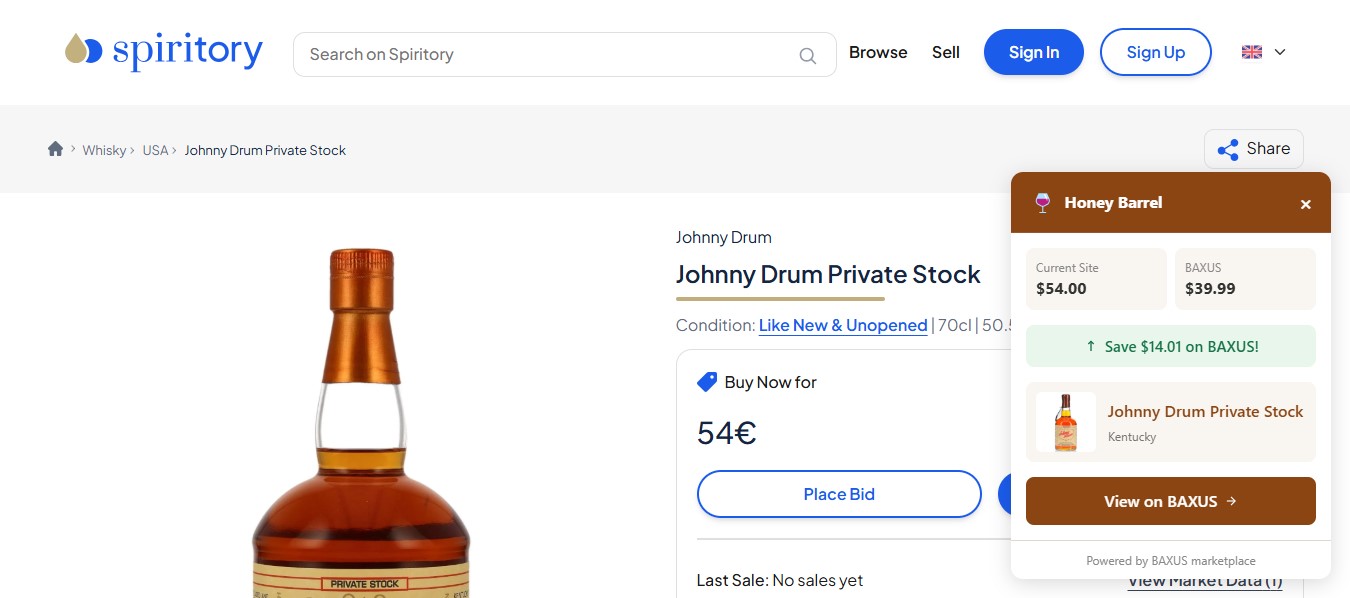 spiritory
Search on Spiritory
Browse
Sell
Sign In
Sign Up
Whisky › USA › Johnny Drum Private Stock
Share
Johnny Drum
Johnny Drum Private Stock
Condition: Like New & Unopened | 70cl | 50.5
Buy Now for
54€
Place Bid
Last Sale: No sales yet
View Market Data (1)
PRIVATE STOCK
Honey Barrel
×
Current Site
$54.00
BAXUS
$39.99
↑ Save $14.01 on BAXUS!
Johnny Drum Private Stock
Kentucky
View on BAXUS →
Powered by BAXUS marketplace